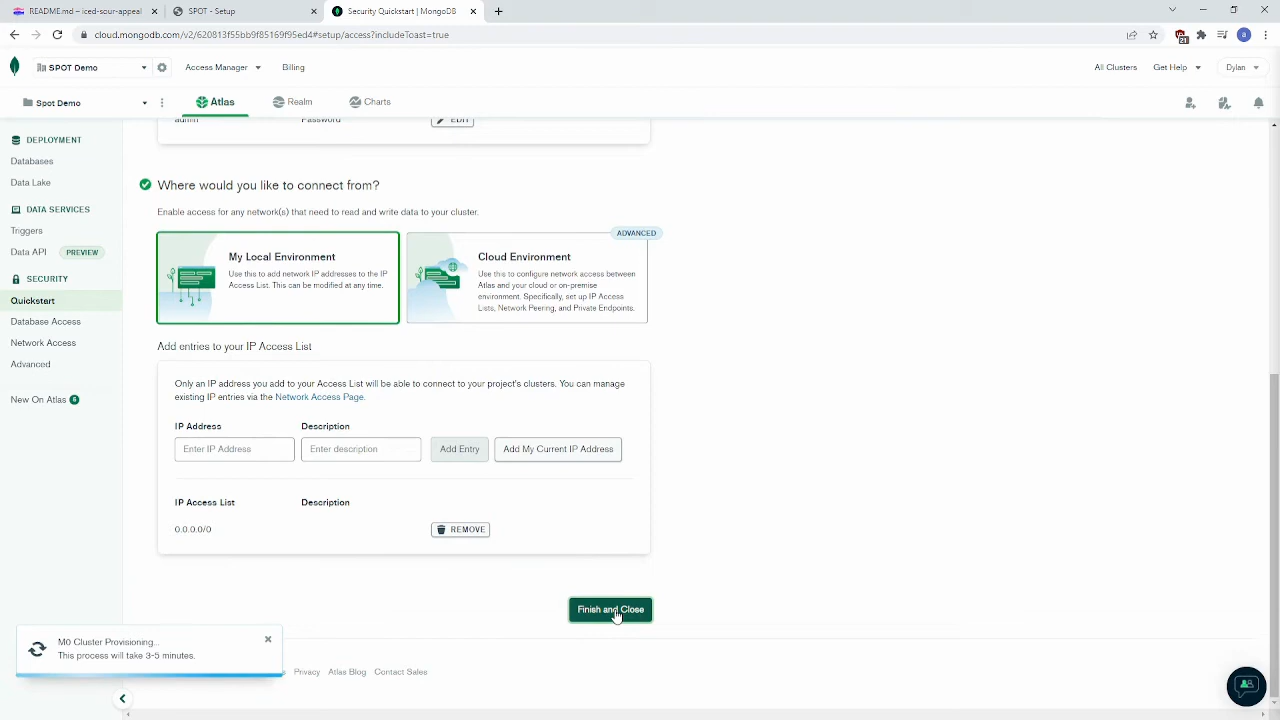 README.md – iced-sour-appeal
SPOT - Setup
Security Quickstart | MongoDB
cloud.mongodb.com/v2/620813f55bb9f85169f95ed4#setup/access?includeToast=true
21
a
SPOT Demo
Access Manager
Billing
All Clusters
Get Help
Dylan
Spot Demo
Atlas
Realm
Charts
DEPLOYMENT
Databases
Data Lake
DATA SERVICES
Triggers
Data API PREVIEW
SECURITY
Quickstart
Database Access
Network Access
Advanced
New On Atlas 6
admin
Password
EDIT
Where would you like to connect from?
Enable access for any network(s) that need to read and write data to your cluster.
My Local Environment
Use this to add network IP addresses to the IP
Access List. This can be modified at any time.
ADVANCED
Cloud Environment
Use this to configure network access between
Atlas and your cloud or on-premise
environment. Specifically, set up IP Access
Lists, Network Peering, and Private Endpoints.
Add entries to your IP Access List
Only an IP address you add to your Access List will be able to connect to your project's clusters. You can manage
existing IP entries via the Network Access Page.
IP Address
Description
Enter IP Address
Enter description
Add Entry
Add My Current IP Address
IP Access List
Description
0.0.0.0/0
REMOVE
Finish and Close
M0 Cluster Provisioning...
This process will take 3-5 minutes.
Privacy
Atlas Blog
Contact Sales